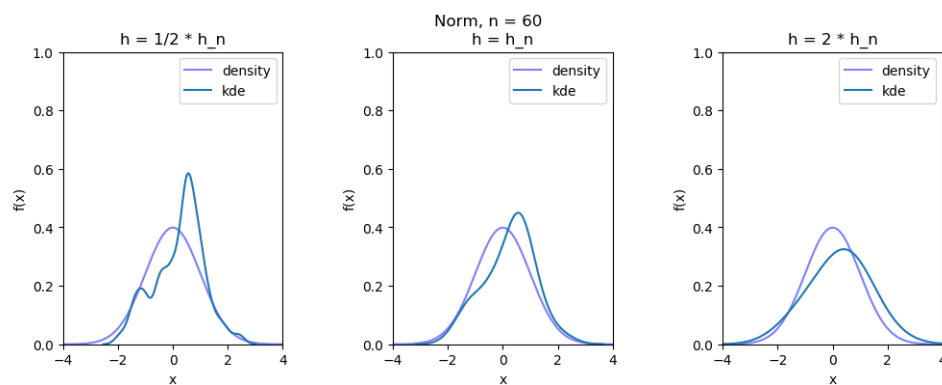 Norm, n = 60
h = 1/2 * h_n
h = h_n
h = 2 * h_n
1.0
0.8
0.6
0.4
0.2
0.0
f(x)
density
kde
−4
−2
0
2
4
x
1.0
0.8
0.6
0.4
0.2
0.0
f(x)
density
kde
−4
−2
0
2
4
x
1.0
0.8
0.6
0.4
0.2
0.0
f(x)
density
kde
−4
−2
0
2
4
x